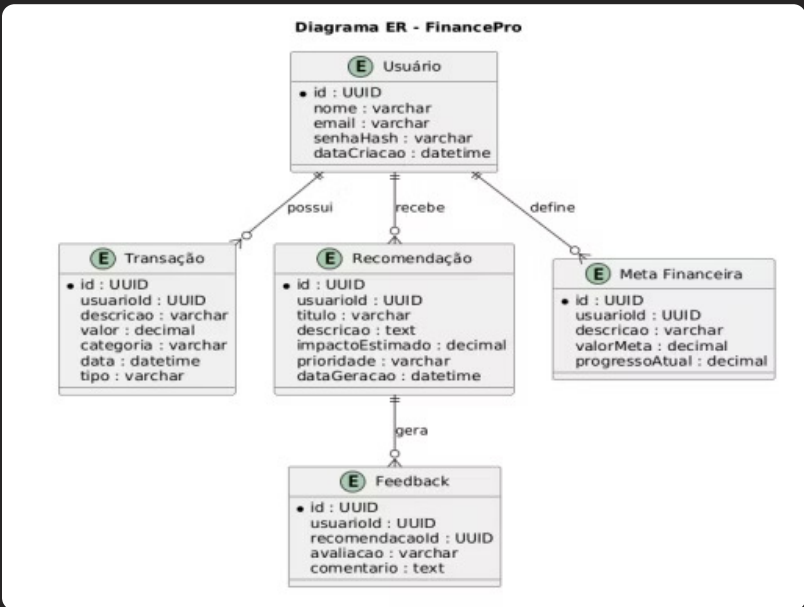 Diagrama ER - FinancePro
E Usuário
id : UUID
nome : varchar
email : varchar
senhaHash : varchar
dataCriacao : datetime
possui
recebe
define
E Transação
id : UUID
usuarioId : UUID
descricao : varchar
valor : decimal
categoria : varchar
data : datetime
tipo : varchar
E Recomendação
id : UUID
usuarioId : UUID
titulo : varchar
descricao : text
impactoEstimado : decimal
prioridade : varchar
dataGeracao : datetime
E Meta Financeira
id : UUID
usuarioId : UUID
descricao : varchar
valorMeta : decimal
progressoAtual : decimal
gera
E Feedback
id : UUID
usuarioId : UUID
recomendacaoId : UUID
avaliacao : varchar
comentario : text